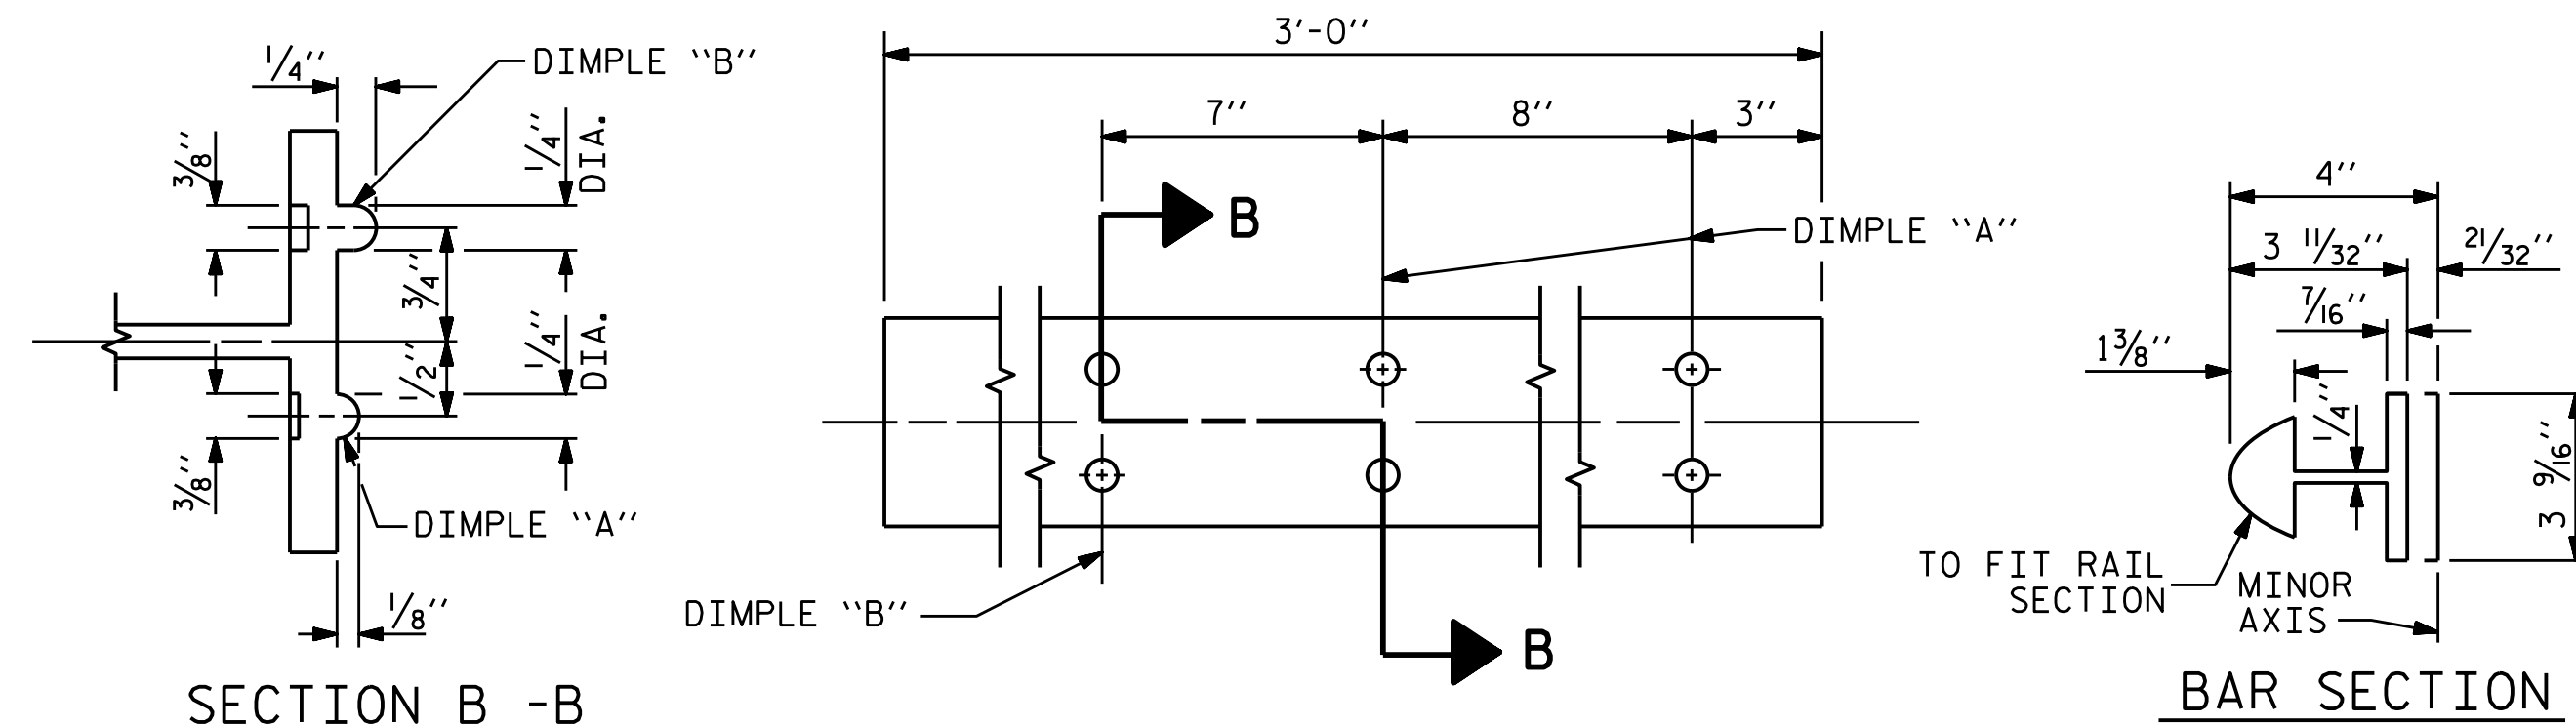 1/4''
DIMPLE ''B''
3/8''
1/4'' DIA.
3/4''
1/4'' DIA.
1/2''
3/8''
DIMPLE ''A''
1/8''
SECTION B -B
3'-0''
7''
8''
3''
B
DIMPLE ''A''
DIMPLE ''B''
B
4''
3 11/32''
21/32''
7/16''
1 3/8''
1/4''
3 9/16''
TO FIT RAIL
SECTION
MINOR
AXIS
BAR SECTION